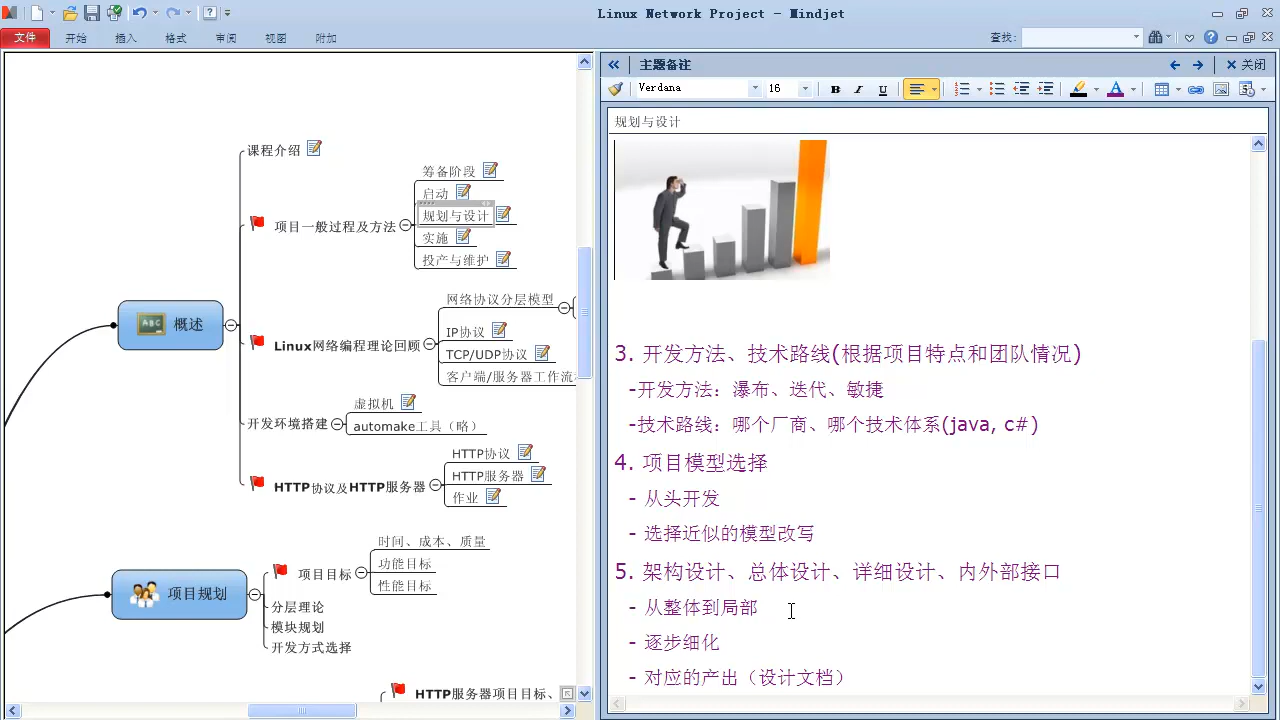 Linux Network Project - Mindjet
文件 开始 插入 格式 审阅 视图 附加 查找:
主题备注 关闭
Verdana 16 B I U A
规划与设计
课程介绍
项目一般过程及方法
筹备阶段
启动
规划与设计
实施
投产与维护
ABC 概述
Linux网络编程理论回顾
网络协议分层模型
IP协议
TCP/UDP协议
客户端/服务器工作流
开发环境搭建
虚拟机
automake工具（略）
HTTP协议及HTTP服务器
HTTP协议
HTTP服务器
作业
项目规划
项目目标
时间、成本、质量
功能目标
性能目标
分层理论
模块规划
开发方式选择
HTTP服务器项目目标、
3. 开发方法、技术路线(根据项目特点和团队情况)
-开发方法：瀑布、迭代、敏捷
-技术路线：哪个厂商、哪个技术体系(java, c#)
4. 项目模型选择
- 从头开发
- 选择近似的模型改写
5. 架构设计、总体设计、详细设计、内外部接口
- 从整体到局部
- 逐步细化
- 对应的产出（设计文档）